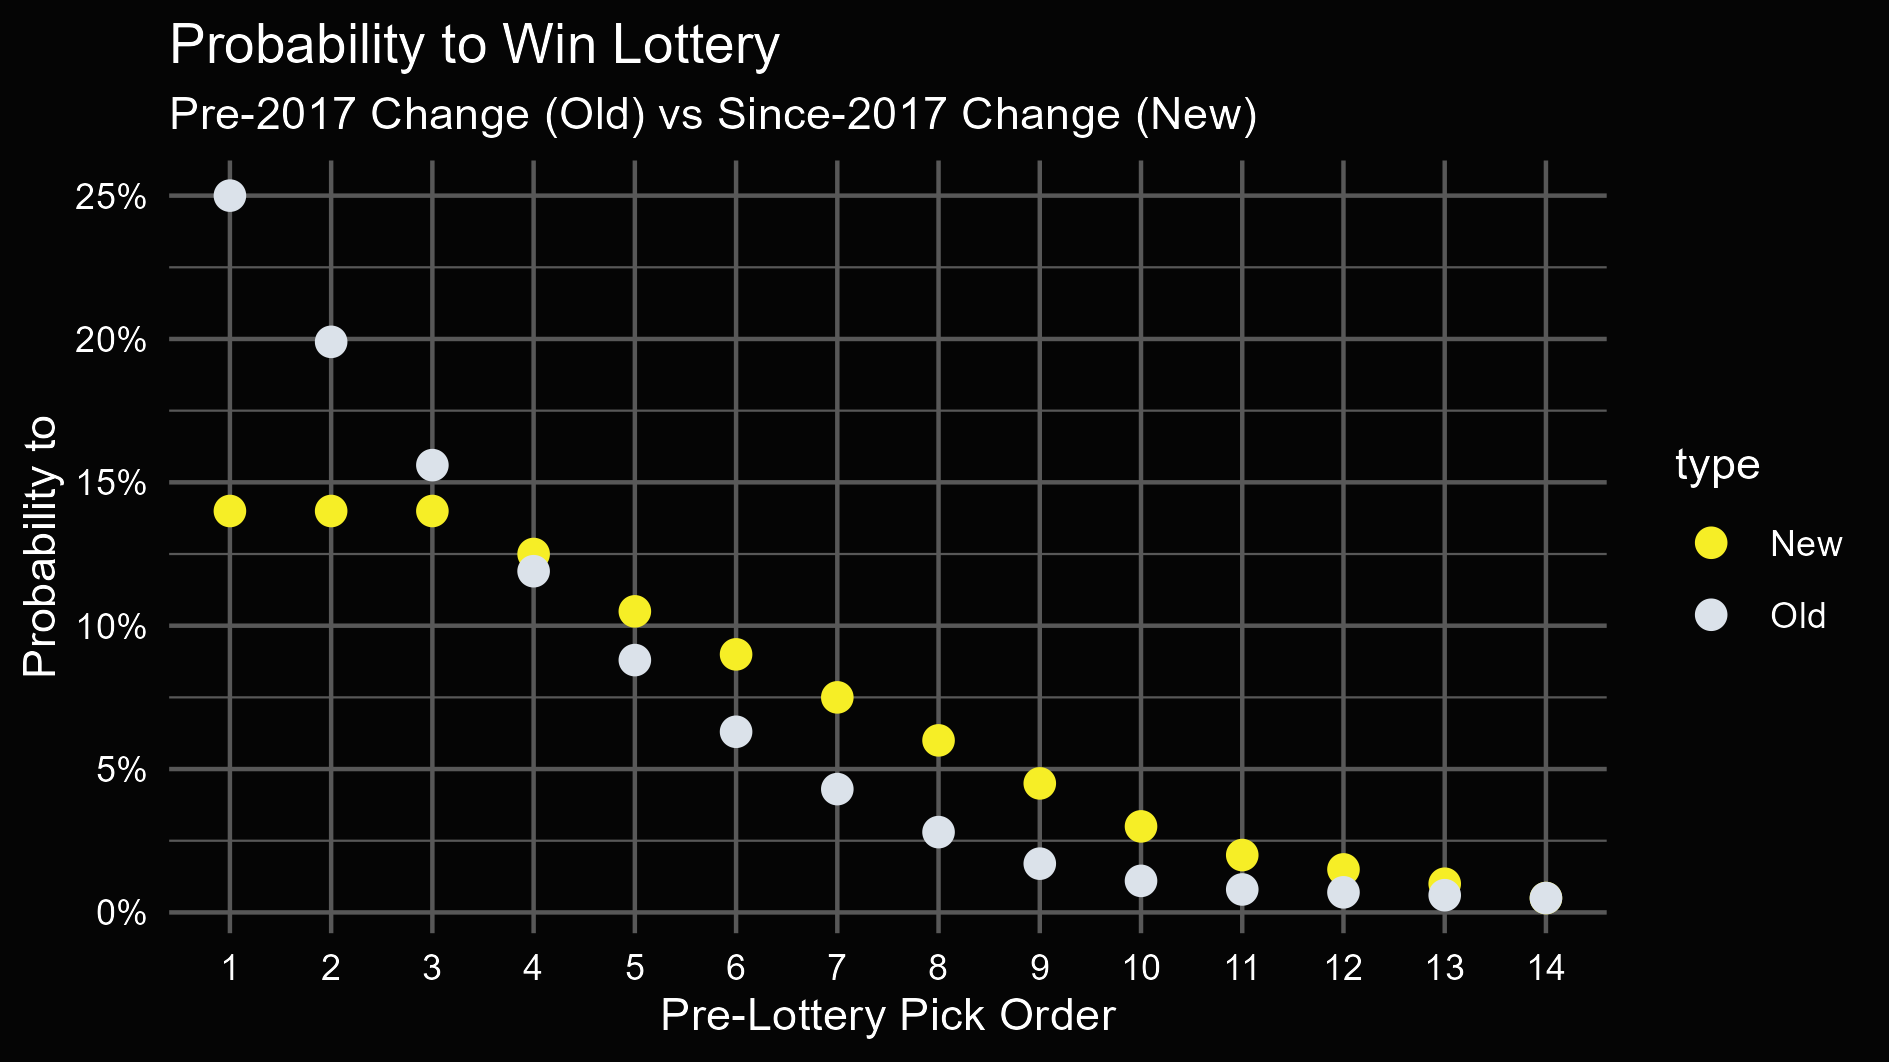 Probability to Win Lottery
Pre-2017 Change (Old) vs Since-2017 Change (New)
Probability to
25%
20%
15%
10%
5%
0%
1 2 3 4 5 6 7 8 9 10 11 12 13 14
Pre-Lottery Pick Order
type
New
Old